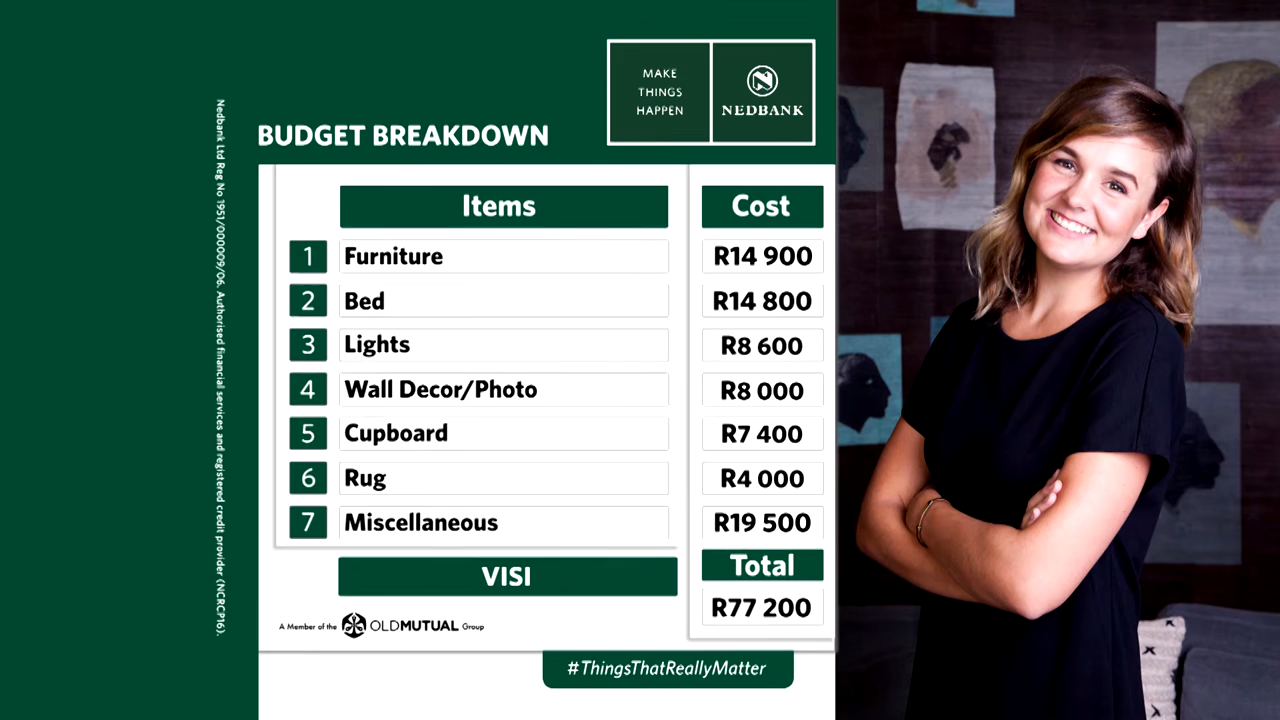 MAKE
THINGS
HAPPEN
NEDBANK
BUDGET BREAKDOWN
Items Cost
1 Furniture R14 900
2 Bed R14 800
3 Lights R8 600
4 Wall Decor/Photo R8 000
5 Cupboard R7 400
6 Rug R4 000
7 Miscellaneous R19 500
VISI Total
R77 200
A Member of the OLDMUTUAL Group
#ThingsThatReallyMatter
Nedbank Ltd Reg No 1951/000009/06. Authorised financial services and registered credit provider (NCRCP16).